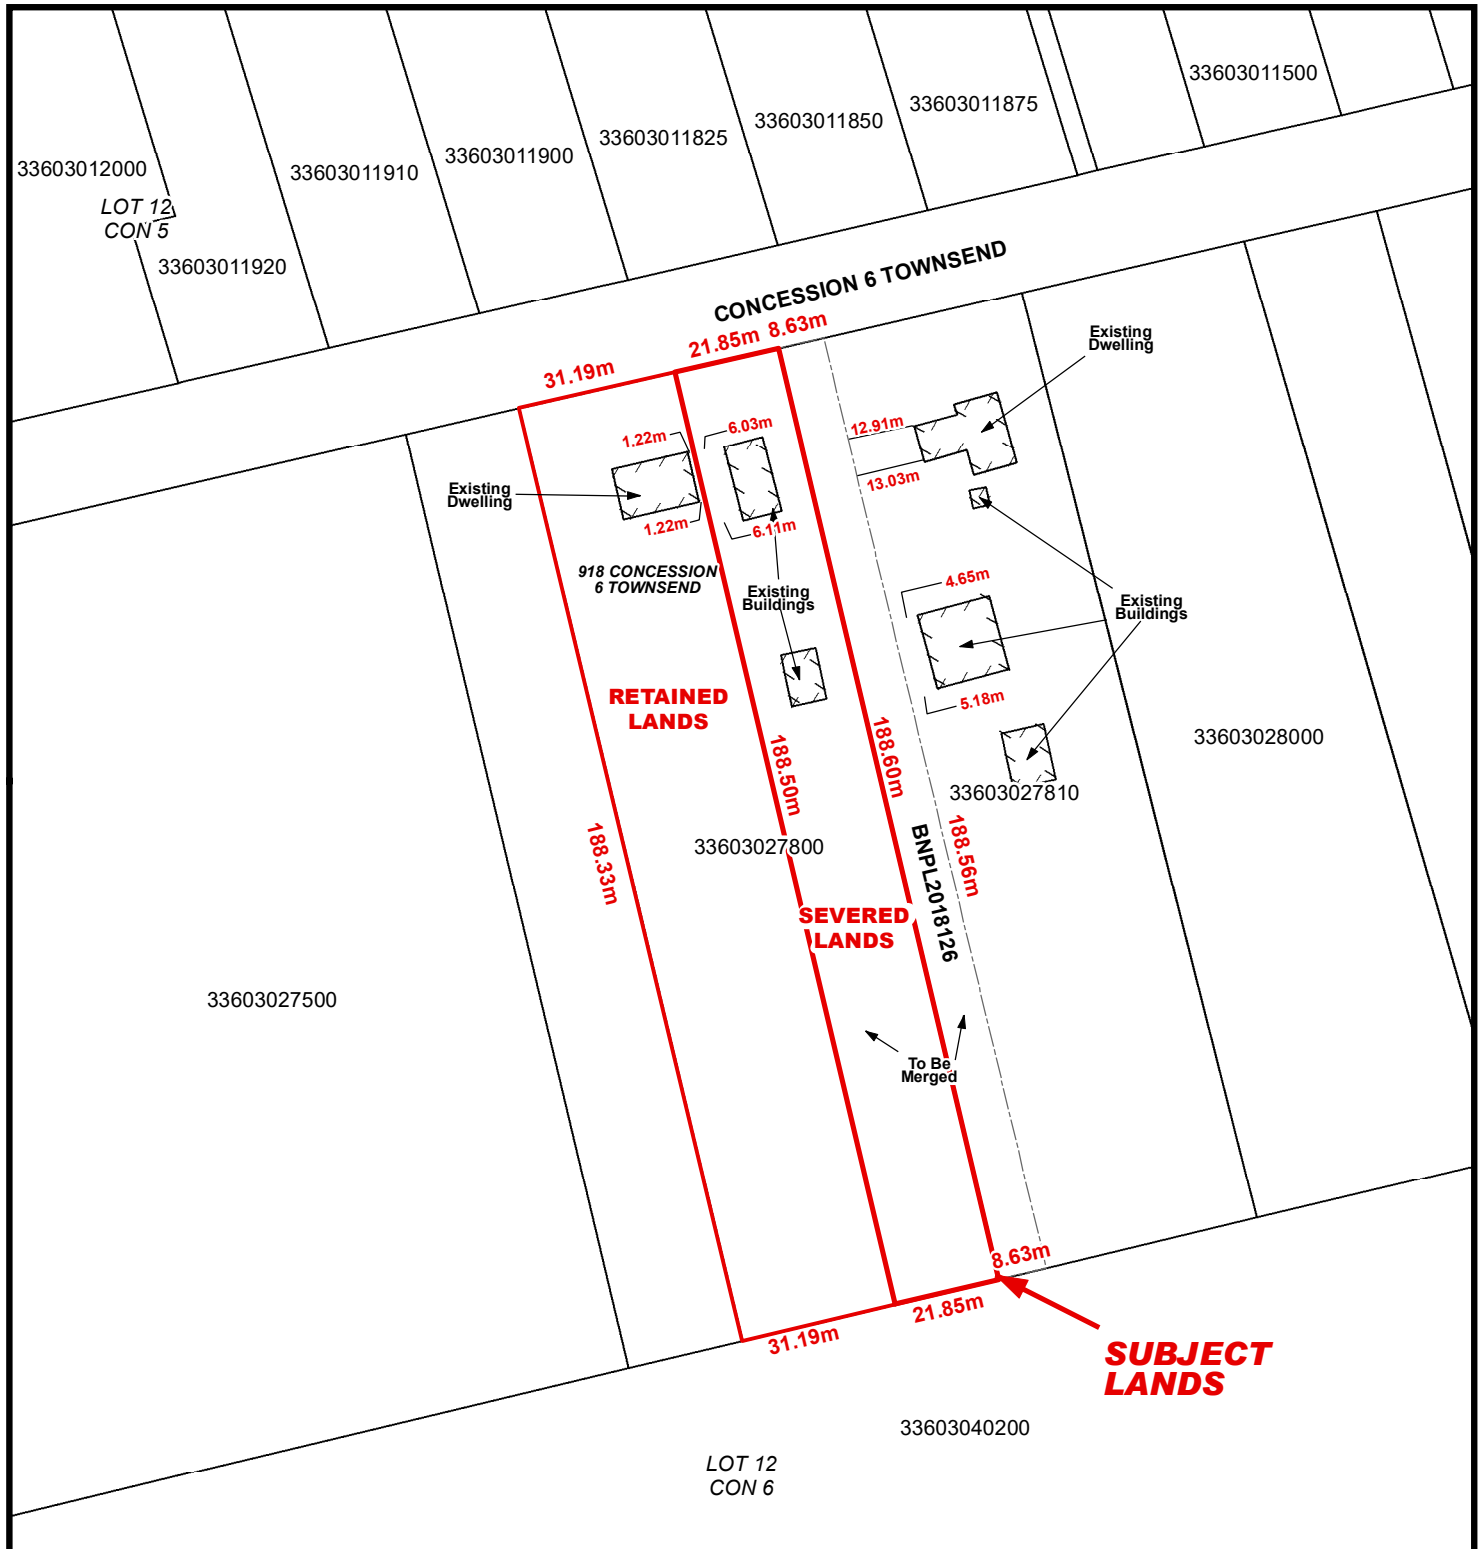 33603011500
33603011875
33603011850
33603011825
33603011900
33603012000
33603011910
LOT 12
CON 5
33603011920
CONCESSION 6 TOWNSEND
21.85m
8.63m
31.19m
Existing
Dwelling
12.91m
6.03m
1.22m
13.03m
Existing
Dwelling
1.22m
6.11m
918 CONCESSION
6 TOWNSEND
Existing
Buildings
4.65m
Existing
Buildings
RETAINED
LANDS
5.18m
188.50m
188.60m
33603028000
33603027810
33603027800
188.33m
188.56m
BNPL2018126
SEVERED
LANDS
33603027500
To Be
Merged
8.63m
21.85m
31.19m
SUBJECT
LANDS
33603040200
LOT 12
CON 6